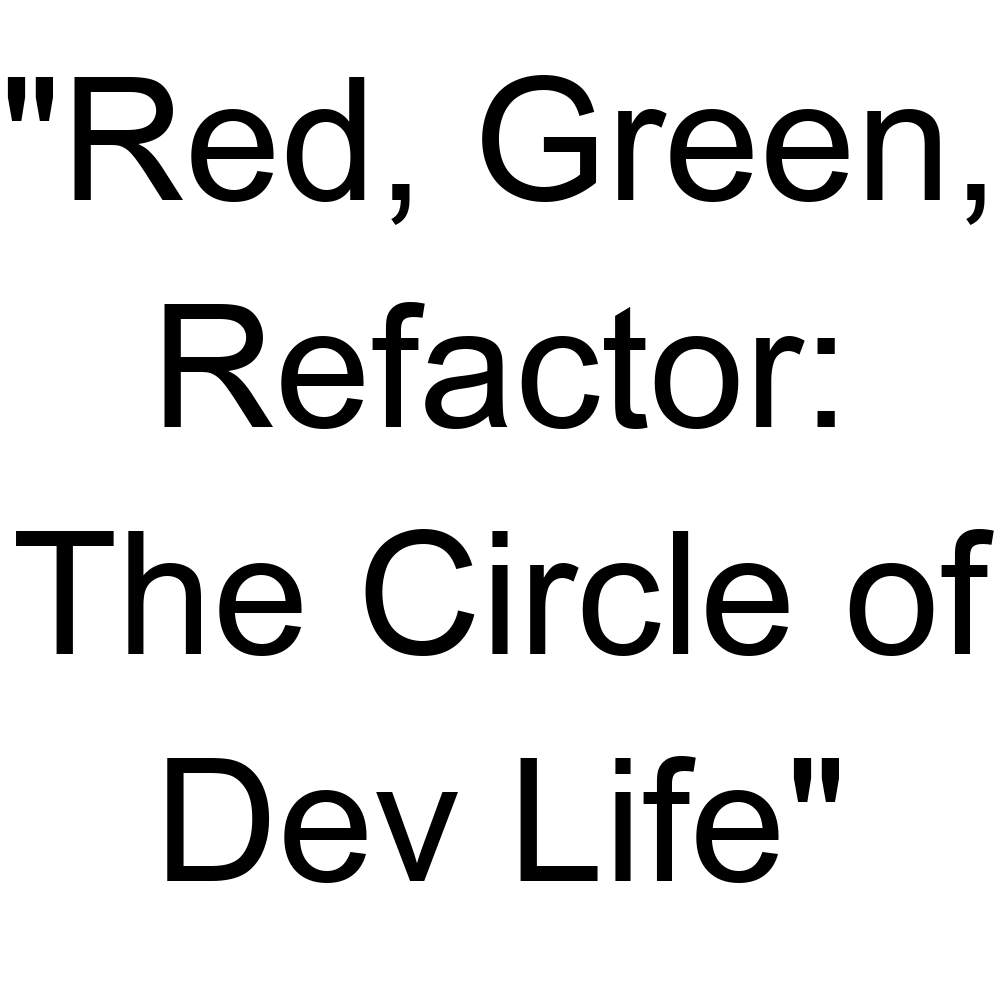 "Red, Green,
Refactor:
The Circle of
Dev Life"